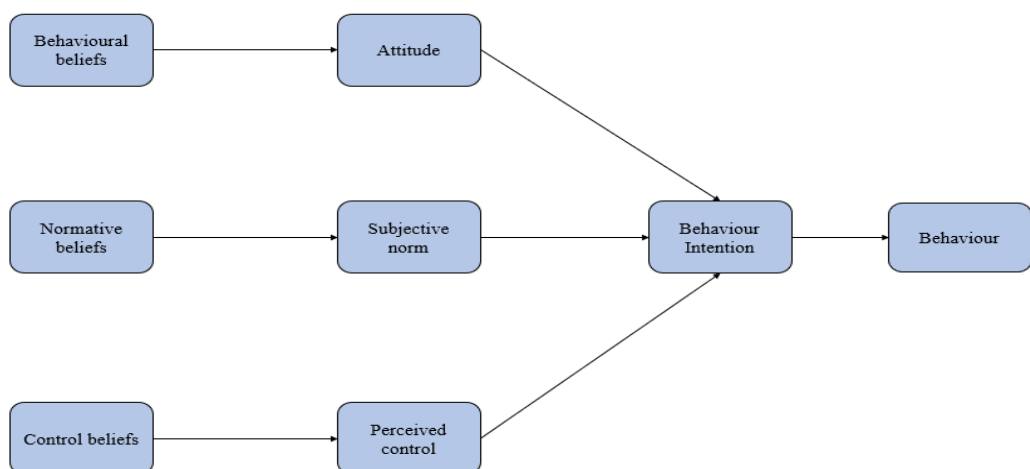 Behavioural
beliefs
Attitude
Normative
beliefs
Subjective
norm
Behaviour
Intention
Behaviour
Control beliefs
Perceived
control